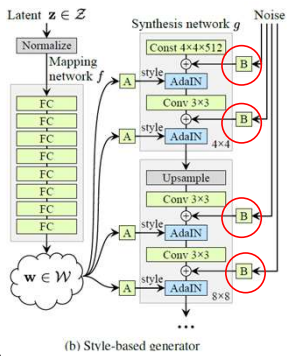 Latent z ∈ Z
Normalize
Mapping
network f
FC
FC
FC
FC
FC
FC
FC
FC
w ∈ W
Synthesis network g
Noise
Const 4×4×512
B
A
style
AdaIN
Conv 3×3
B
A
style
AdaIN
4×4
Upsample
Conv 3×3
B
A
style
AdaIN
Conv 3×3
B
A
style
AdaIN
8×8
...
(b) Style-based generator